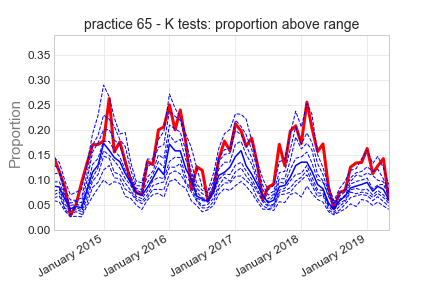 practice 65 - K tests: proportion above range
Proportion
0.35
0.30
0.25
0.20
0.15
0.10
0.05
0.00
January 2015
January 2016
January 2017
January 2018
January 2019